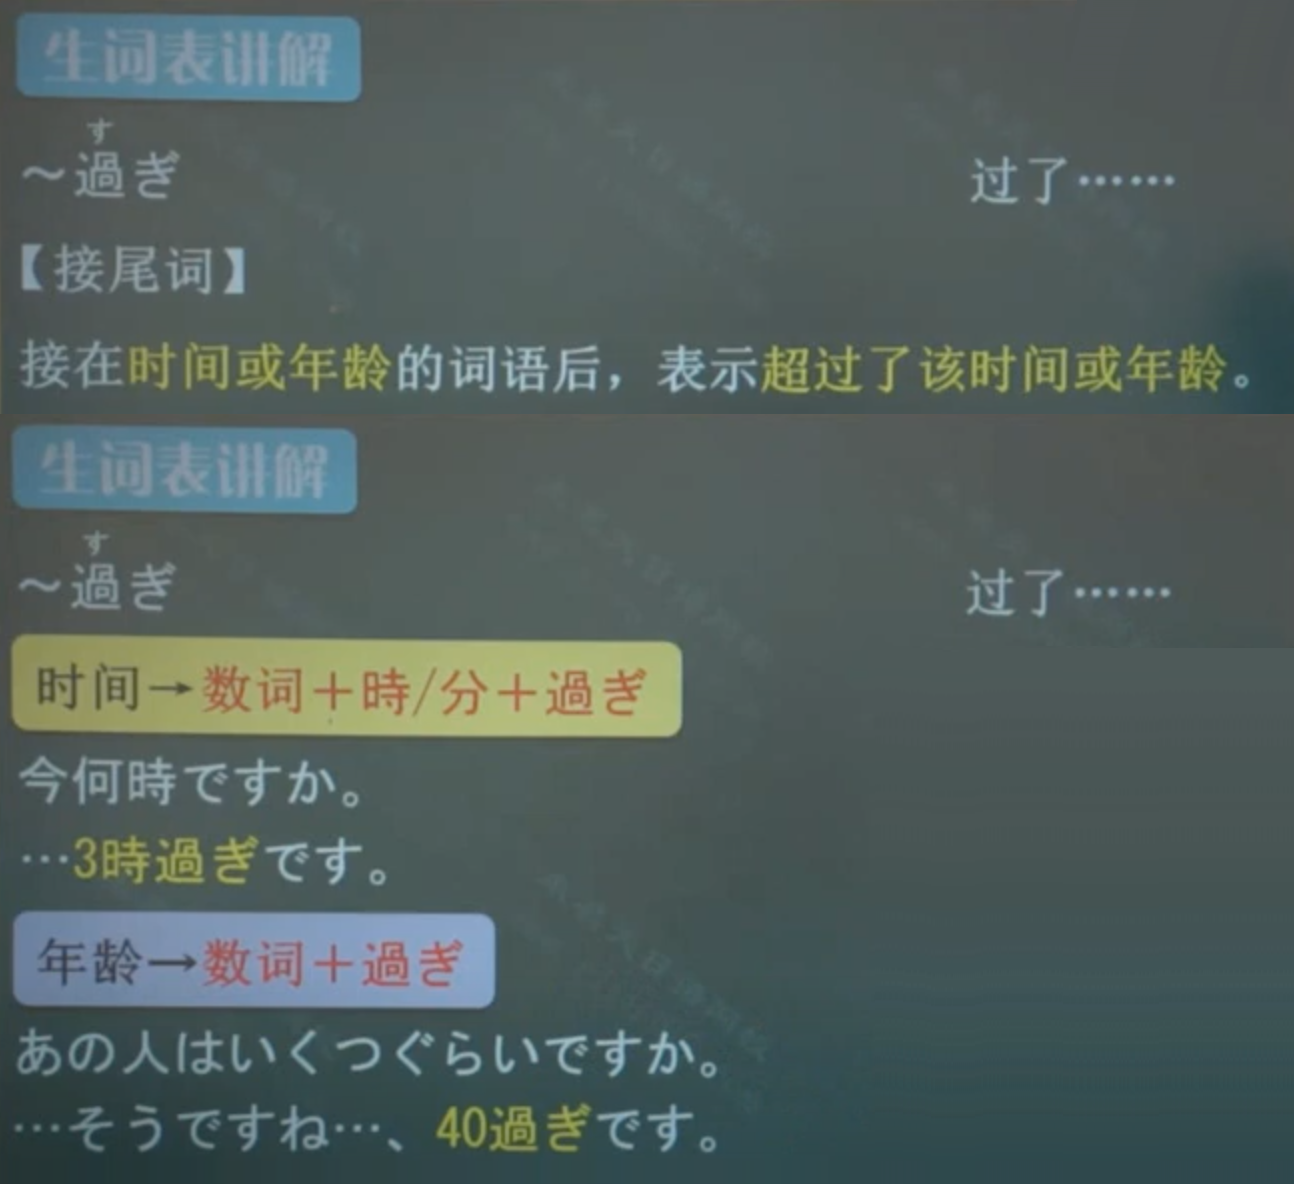 生词表讲解
す
～過ぎ 过了……
【接尾词】
接在时间或年龄的词语后，表示超过了该时间或年龄。
生词表讲解
す
～過ぎ 过了……
时间→数词＋時/分＋過ぎ
今何時ですか。
…3時過ぎです。
年龄→数词＋過ぎ
あの人はいくつぐらいですか。
…そうですね…、40過ぎです。